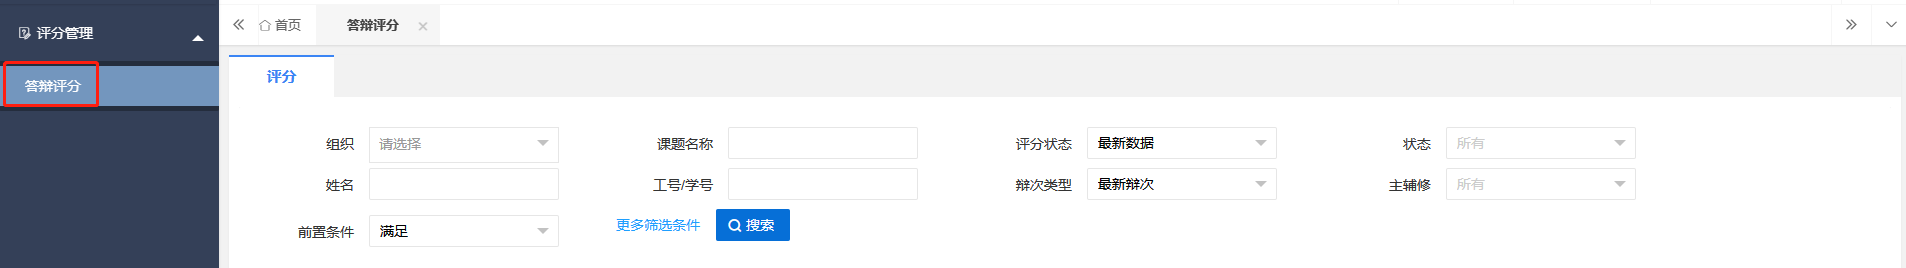 评分管理
答辩评分
首页
答辩评分
评分
组织 请选择 课题名称 评分状态 最新数据 状态 所有
姓名 工号/学号 辩次类型 最新辩次 主辅修 所有
前置条件 满足 更多筛选条件 搜索